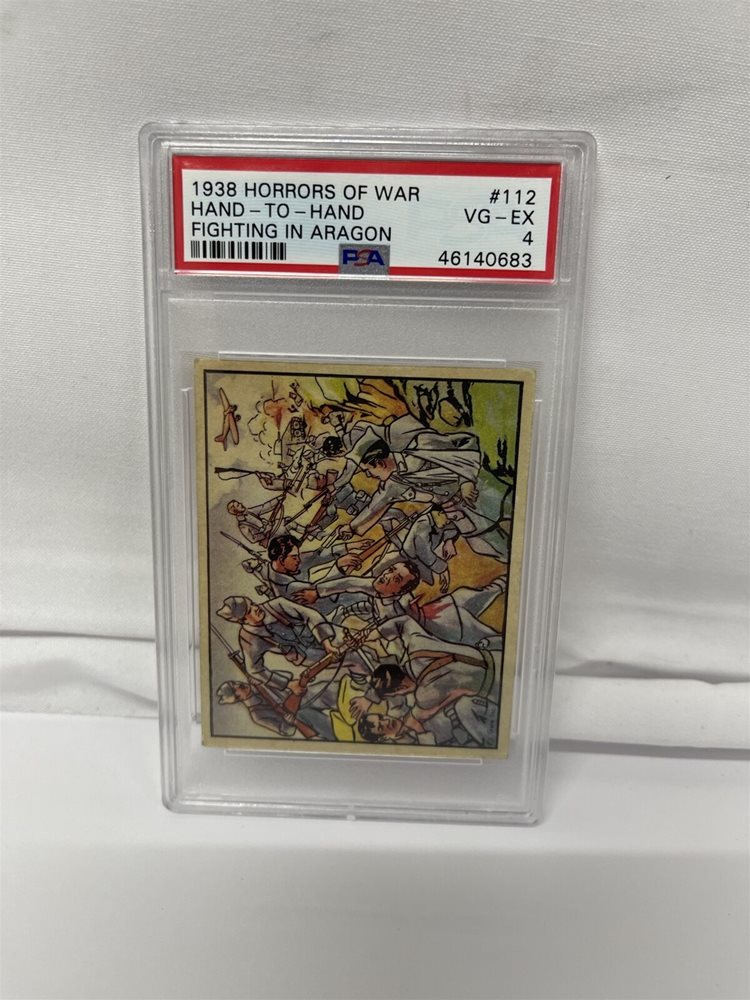 1938 HORRORS OF WAR #112
HAND-TO-HAND VG-EX
FIGHTING IN ARAGON 4
PSA 46140683